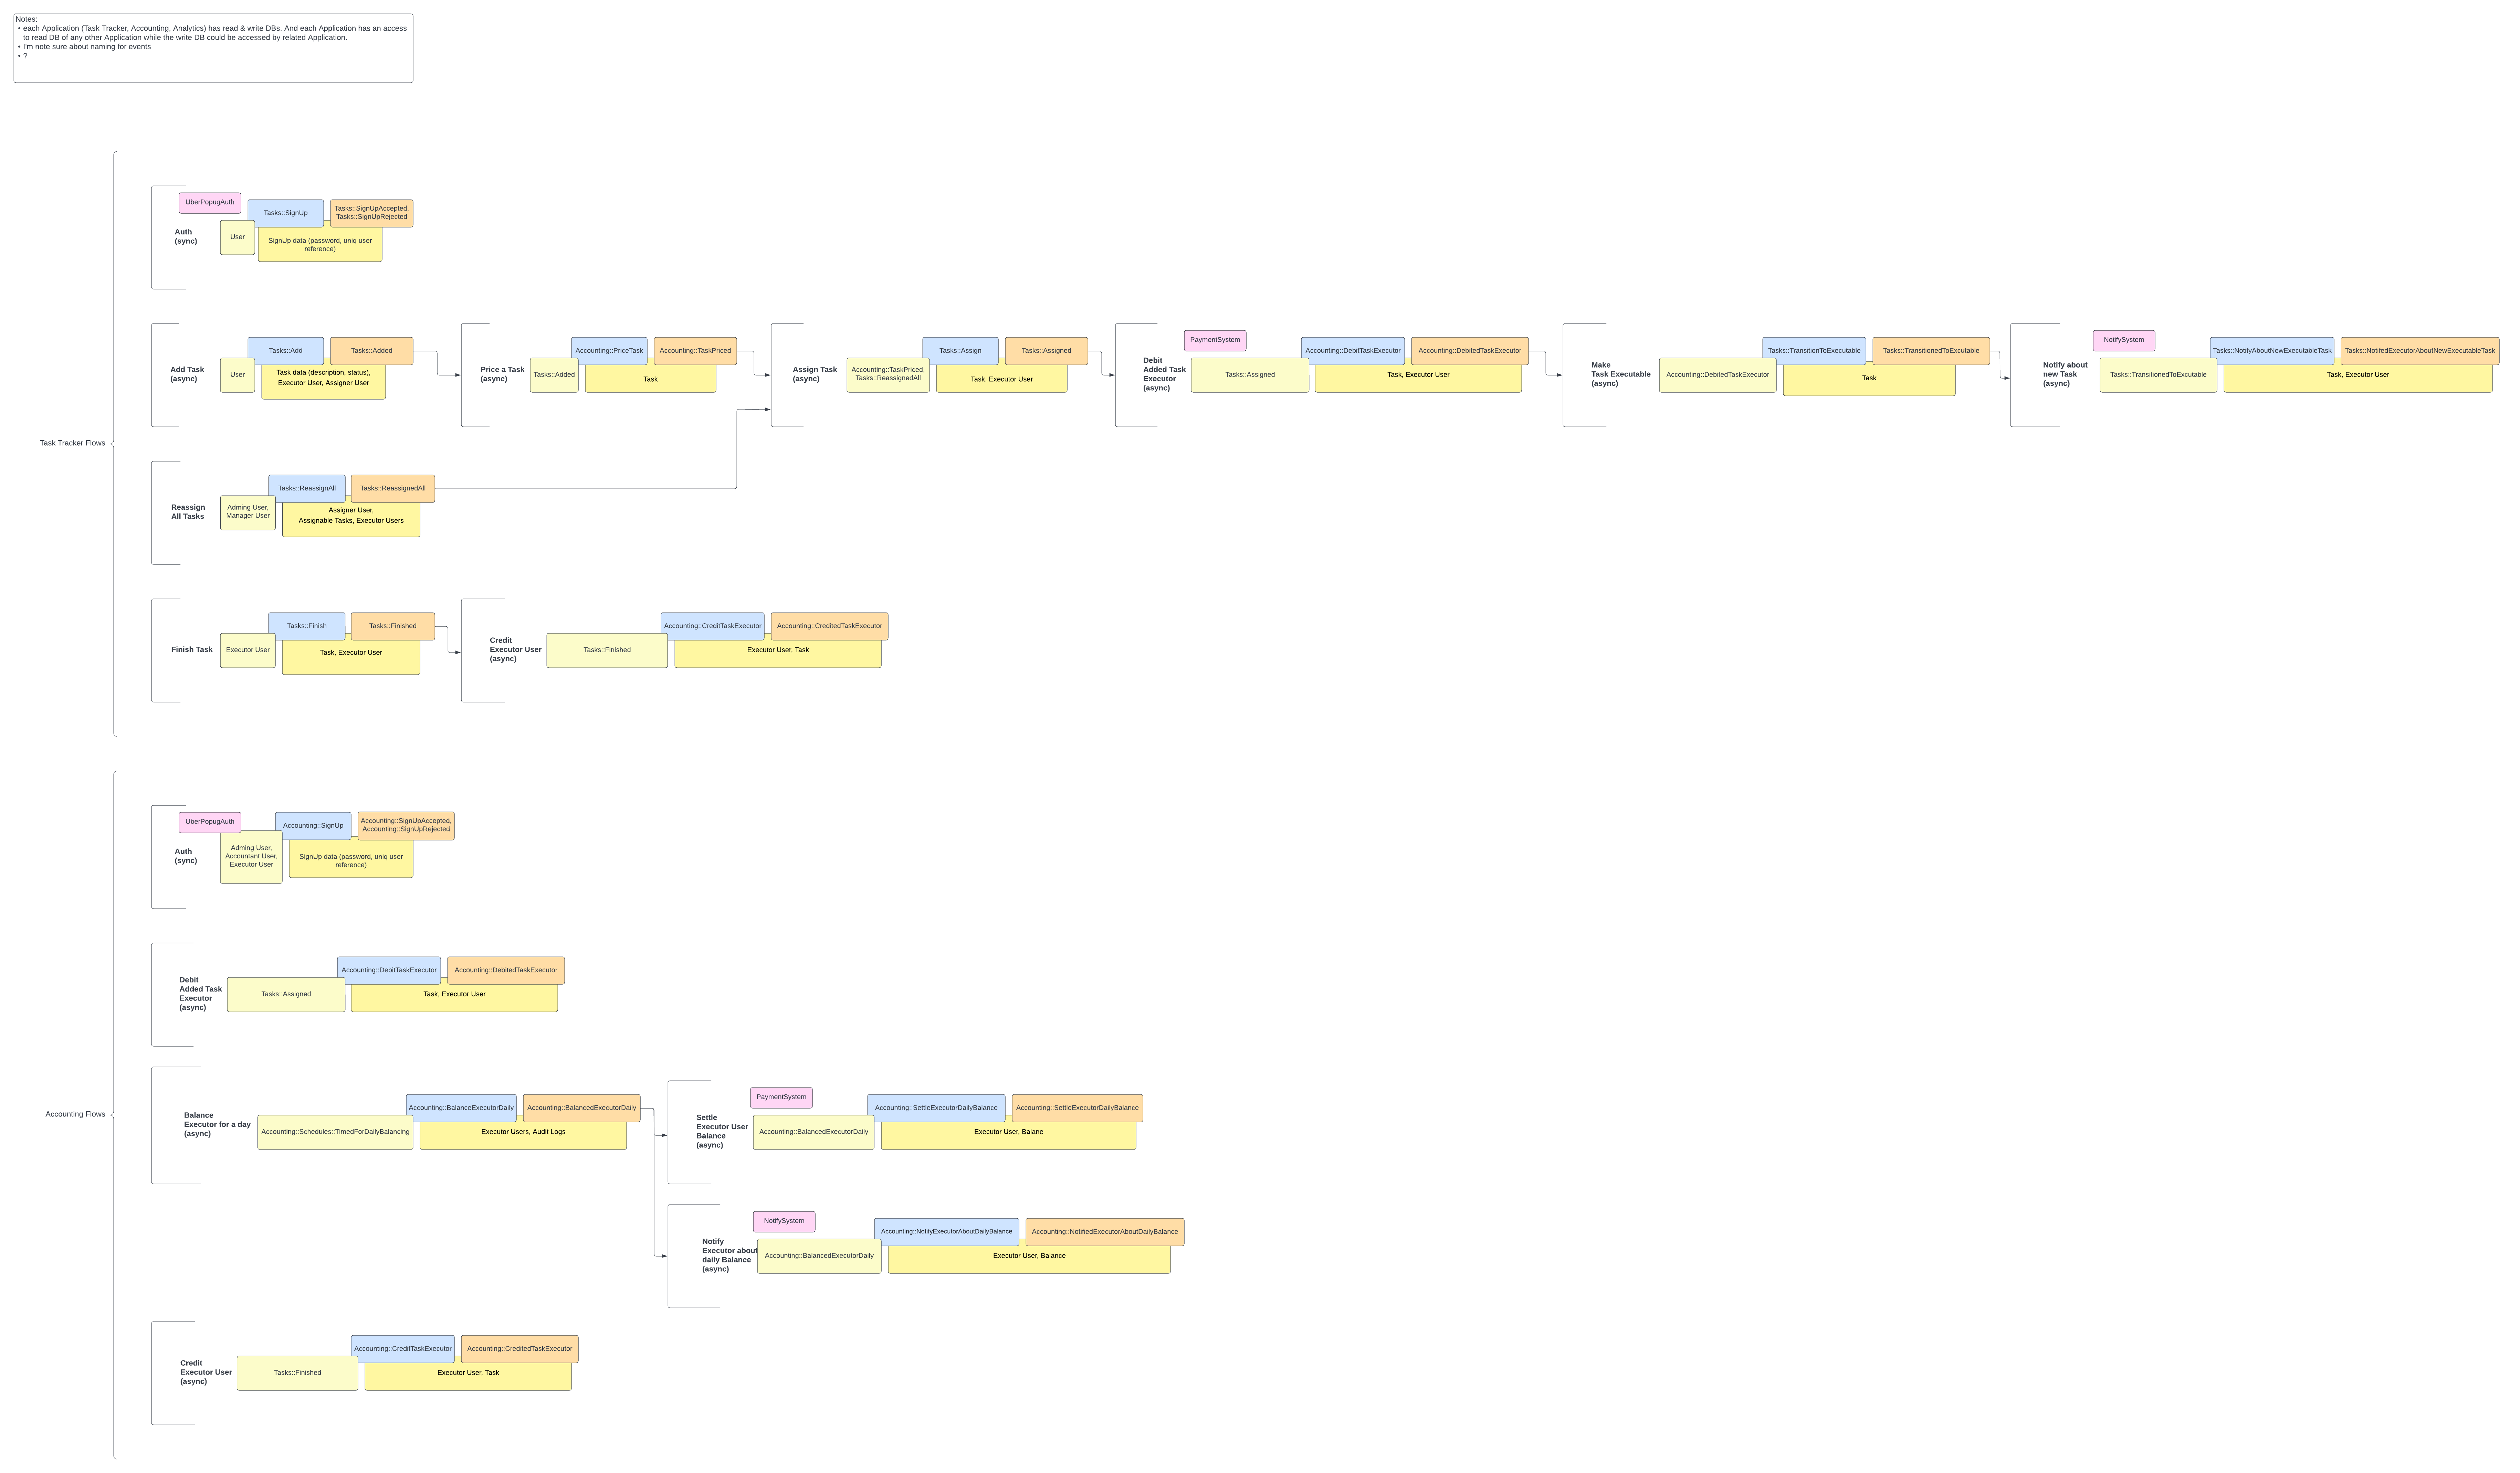 Notes:
• each Application (Task Tracker, Accounting, Analytics) has read & write DBs. And each Application has an access
to read DB of any other Application while the write DB could be accessed by related Application.
• I'm note sure about naming for events
• ?
Task Tracker Flows
UberPopugAuth
Tasks::SignUp
Tasks::SignUpAccepted,
Tasks::SignUpRejected
Auth
(sync)
User
SignUp data (password, uniq user
reference)
Add Task
(async)
User
Tasks::Add
Tasks::Added
Task data (description, status),
Executor User, Assigner User
Price a Task
(async)
Tasks::Added
Accounting::PriceTask
Accounting::TaskPriced
Task
Assign Task
(async)
Accounting::TaskPriced,
Tasks::ReassignedAll
Tasks::Assign
Tasks::Assigned
Task, Executor User
Debit
Added Task
Executor
(async)
PaymentSystem
Tasks::Assigned
Accounting::DebitTaskExecutor
Accounting::DebitedTaskExecutor
Task, Executor User
Make
Task Executable
(async)
Accounting::DebitedTaskExecutor
Tasks::TransitionToExecutable
Tasks::TransitionedToExcutable
Task
Notify about
new Task
(async)
NotifySystem
Tasks::TransitionedToExcutable
Tasks::NotifyAboutNewExecutableTask
Tasks::NotifedExecutorAboutNewExecutableTask
Task, Executor User
Reassign
All Tasks
Adming User,
Manager User
Tasks::ReassignAll
Tasks::ReassignedAll
Assigner User,
Assignable Tasks, Executor Users
Finish Task
Executor User
Tasks::Finish
Tasks::Finished
Task, Executor User
Credit
Executor User
(async)
Tasks::Finished
Accounting::CreditTaskExecutor
Accounting::CreditedTaskExecutor
Executor User, Task
Accounting Flows
UberPopugAuth
Accounting::SignUp
Accounting::SignUpAccepted,
Accounting::SignUpRejected
Auth
(sync)
Adming User,
Accountant User,
Executor User
SignUp data (password, uniq user
reference)
Debit
Added Task
Executor
(async)
Tasks::Assigned
Accounting::DebitTaskExecutor
Accounting::DebitedTaskExecutor
Task, Executor User
Balance
Executor for a day
(async)
Accounting::Schedules::TimedForDailyBalancing
Accounting::BalanceExecutorDaily
Accounting::BalancedExecutorDaily
Executor Users, Audit Logs
Settle
Executor User
Balance
(async)
PaymentSystem
Accounting::BalancedExecutorDaily
Accounting::SettleExecutorDailyBalance
Accounting::SettleExecutorDailyBalance
Executor User, Balane
Notify
Executor about
daily Balance
(async)
NotifySystem
Accounting::BalancedExecutorDaily
Accounting::NotifyExecutorAboutDailyBalance
Accounting::NotifiedExecutorAboutDailyBalance
Executor User, Balance
Credit
Executor User
(async)
Tasks::Finished
Accounting::CreditTaskExecutor
Accounting::CreditedTaskExecutor
Executor User, Task